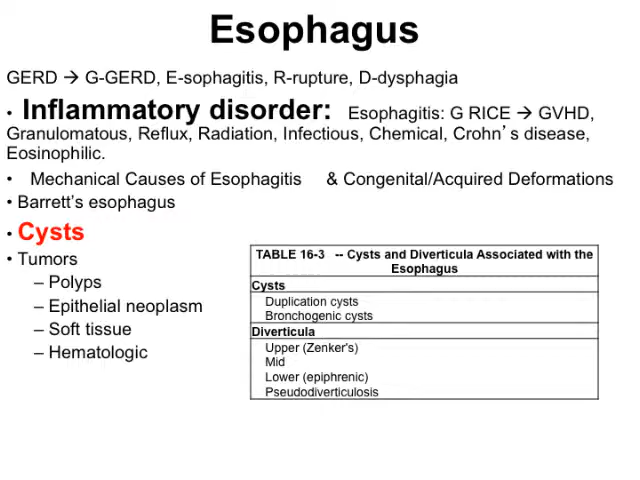 Esophagus
GERD → G-GERD, E-sophagitis, R-rupture, D-dysphagia
• Inflammatory disorder: Esophagitis: G RICE → GVHD,
Granulomatous, Reflux, Radiation, Infectious, Chemical, Crohn’s disease,
Eosinophilic.
• Mechanical Causes of Esophagitis & Congenital/Acquired Deformations
• Barrett’s esophagus
• Cysts
• Tumors
– Polyps
– Epithelial neoplasm
– Soft tissue
– Hematologic
TABLE 16-3 -- Cysts and Diverticula Associated with the
Esophagus
Cysts
Duplication cysts
Bronchogenic cysts
Diverticula
Upper (Zenker's)
Mid
Lower (epiphrenic)
Pseudodiverticulosis